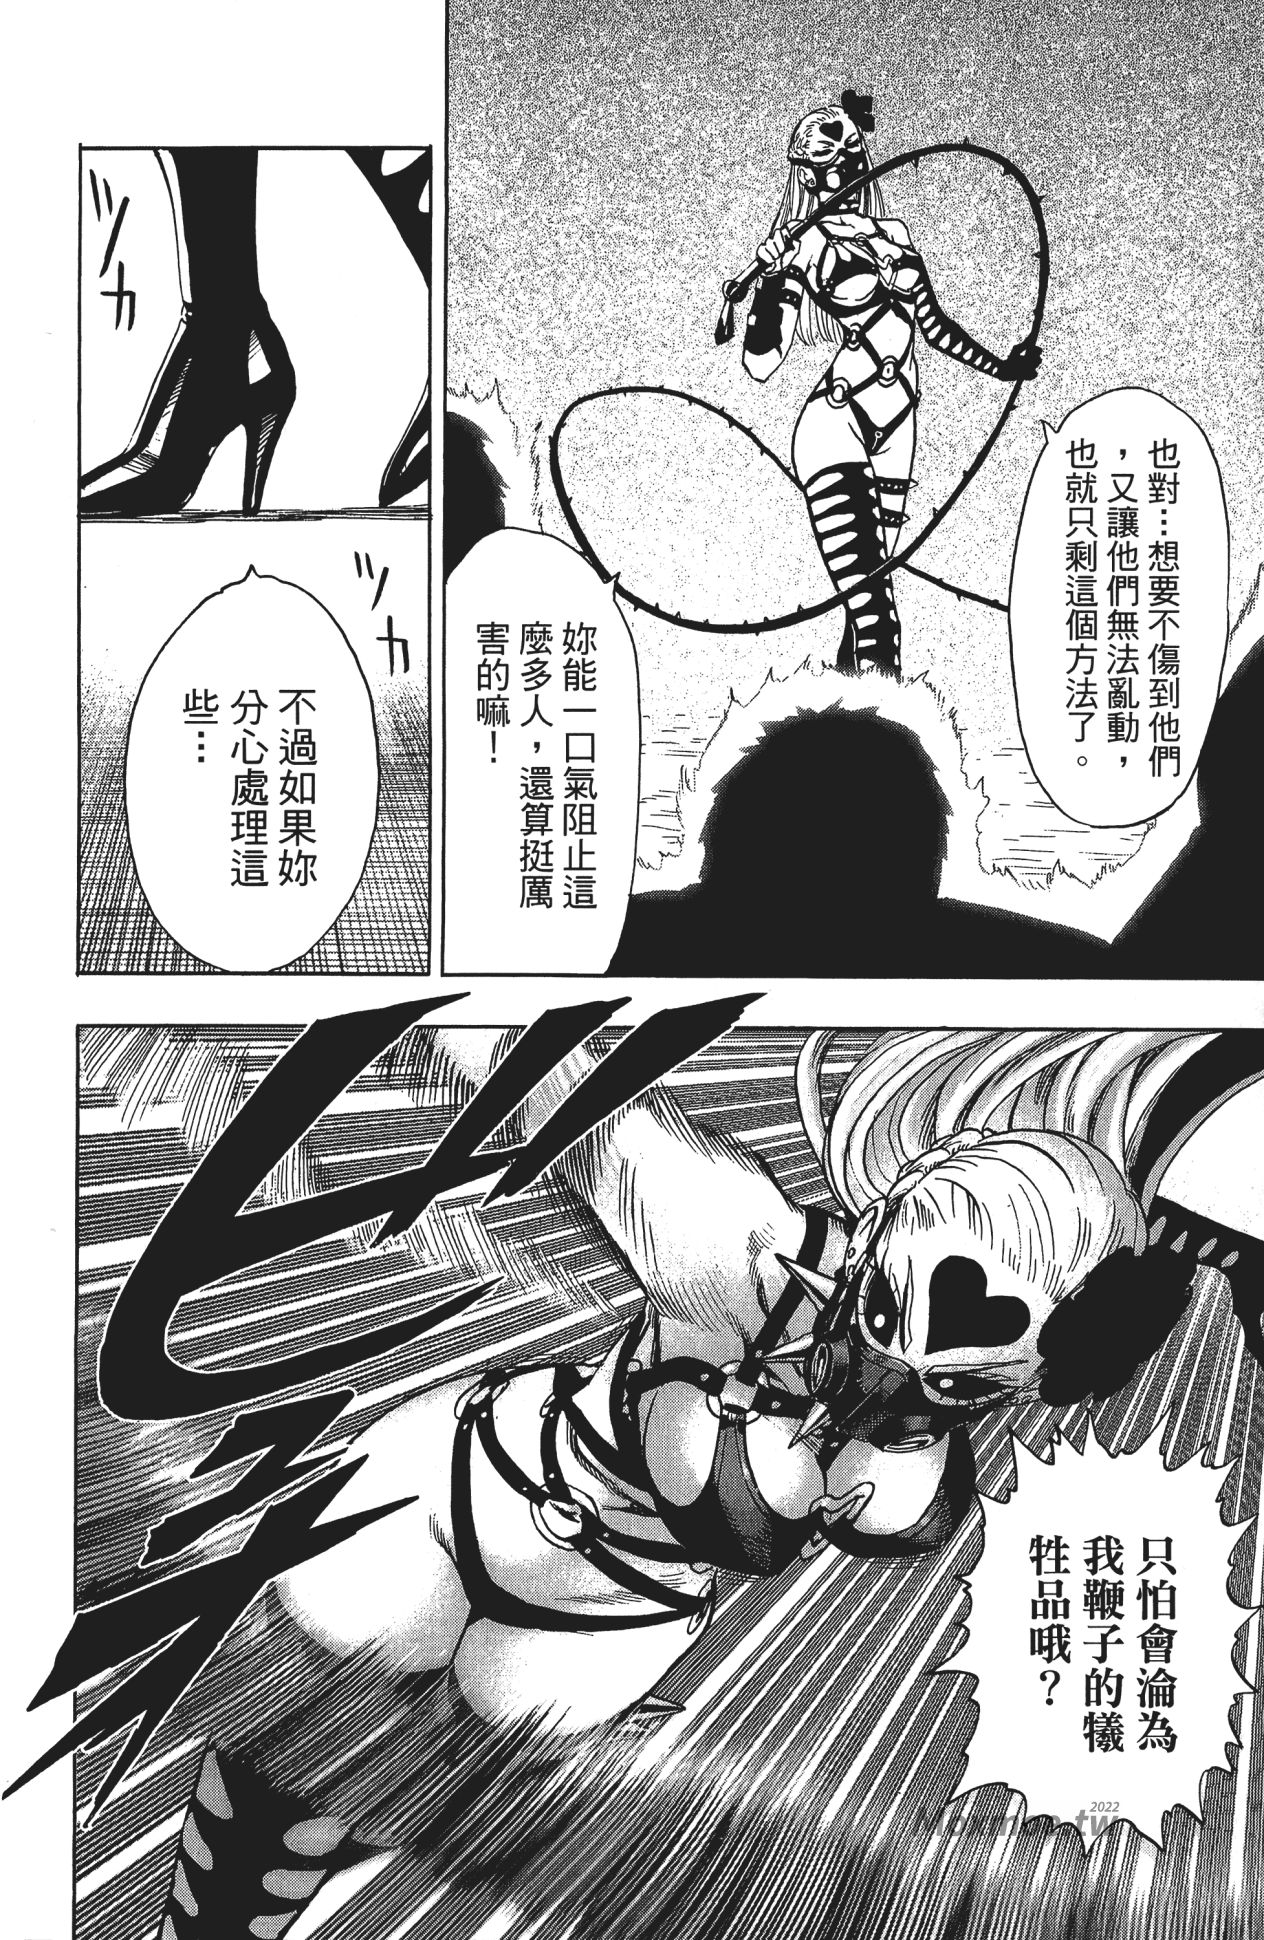 也對…想要不傷到他們
，又讓他們無法亂動，
也就只剩這個方法了。
妳能一口氣阻止這
麼多人，還算挺厲
害的嘛！
ツカ
ツカ
不過如果妳
分心處理這
些…
只怕會淪為
我鞭子的犧
牲品哦？
2022
Moxmoe.tw